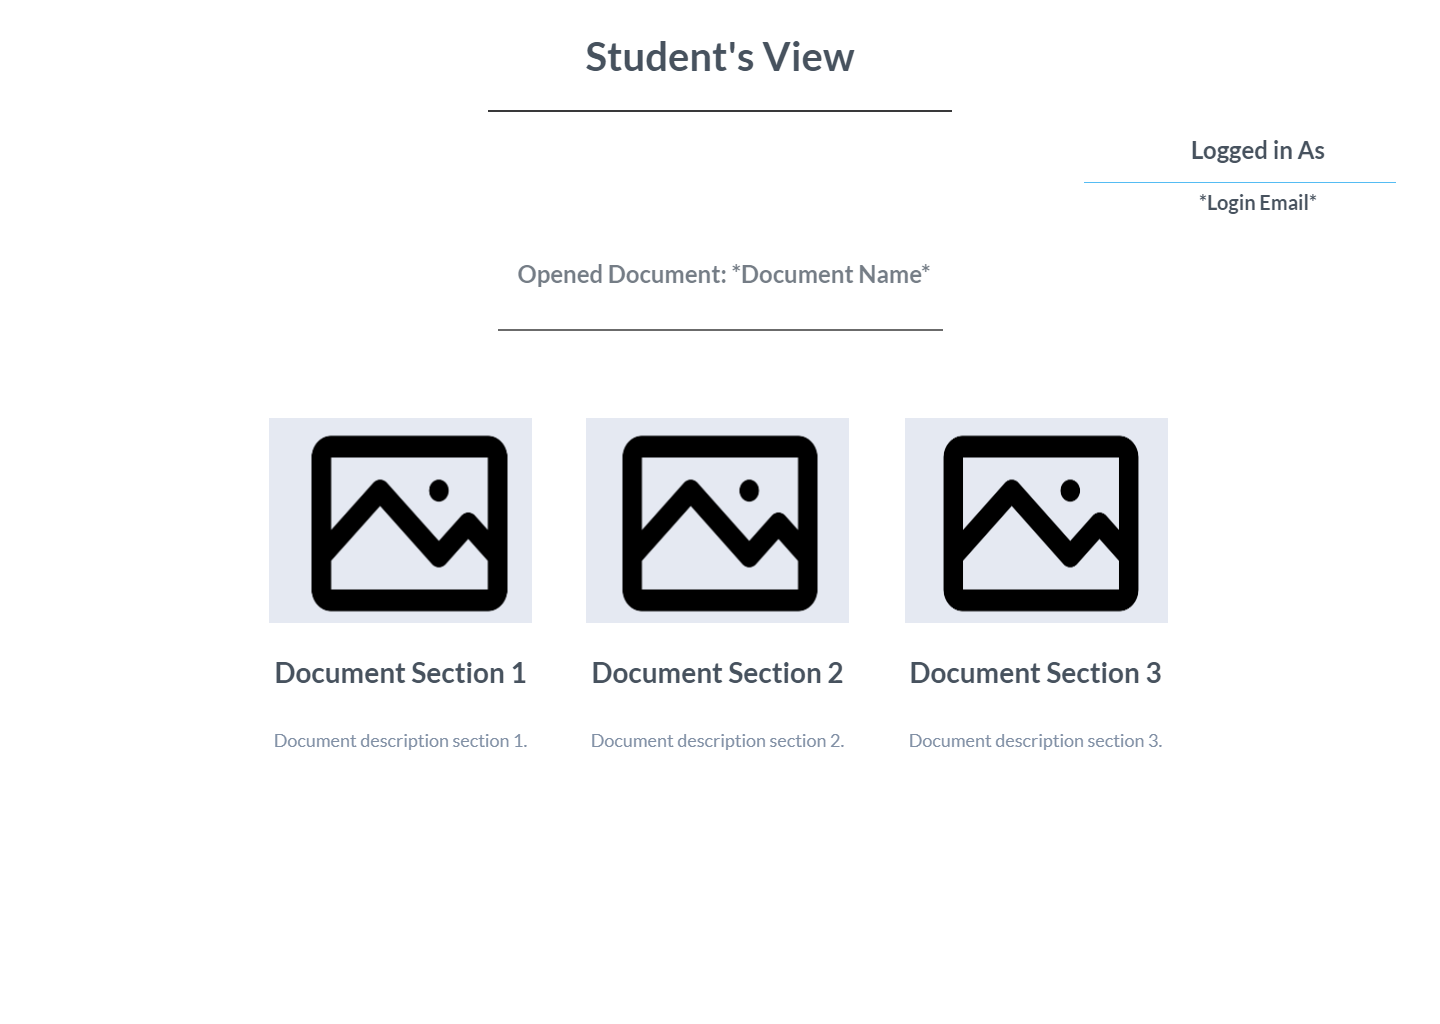 Student's View
Logged in As
*Login Email*
Opened Document: *Document Name*
Document Section 1
Document Section 2
Document Section 3
Document description section 1.
Document description section 2.
Document description section 3.